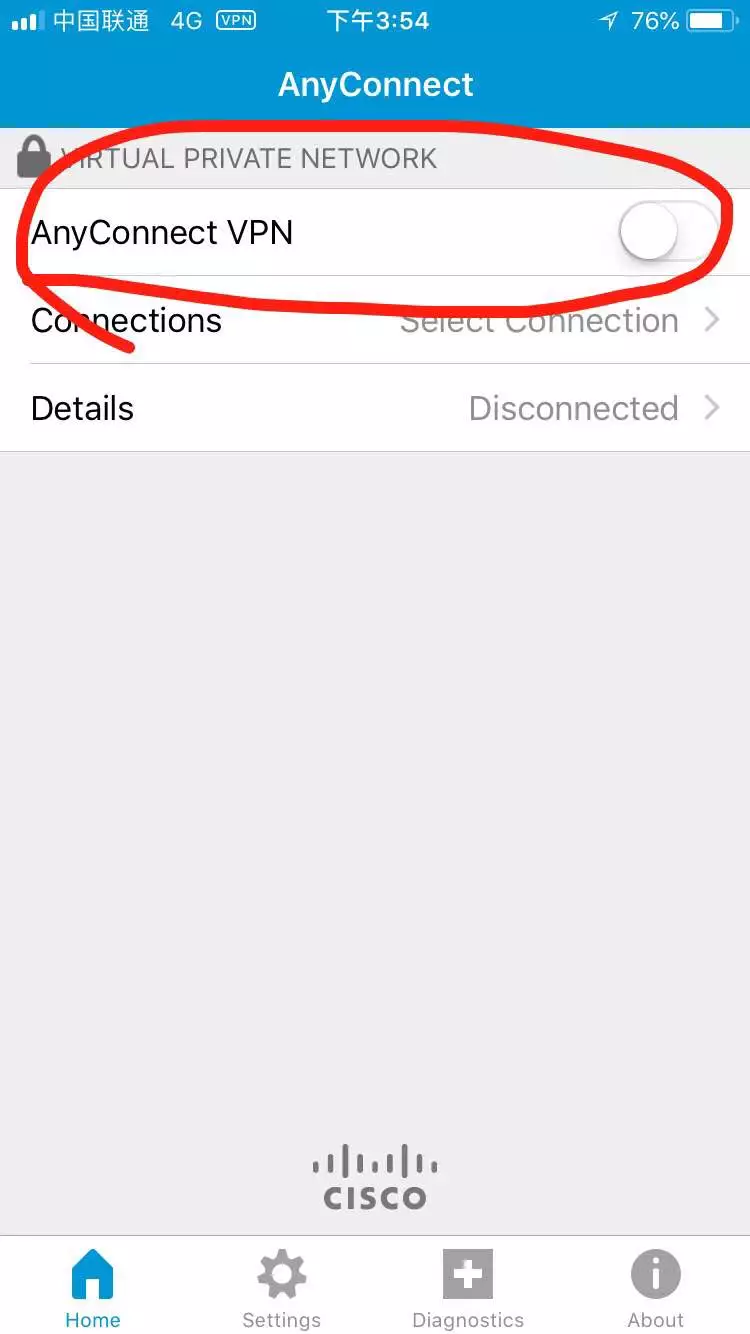 中国联通 4G VPN 下午3:54 76%
AnyConnect
VIRTUAL PRIVATE NETWORK
AnyConnect VPN
Connections Select Connection
Details Disconnected
CISCO
Home Settings Diagnostics About